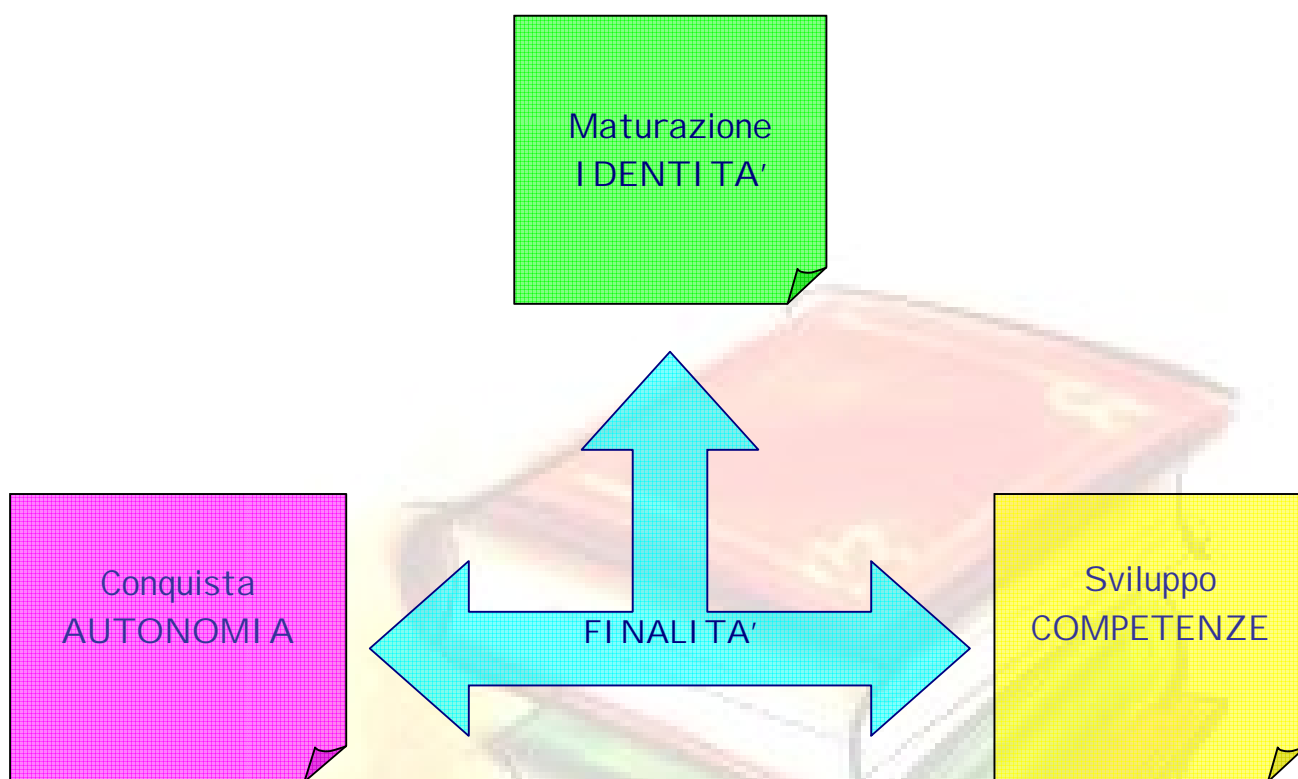 Maturazione
IDENTITA'
Conquista
AUTONOMIA
FINALITA'
Sviluppo
COMPETENZE